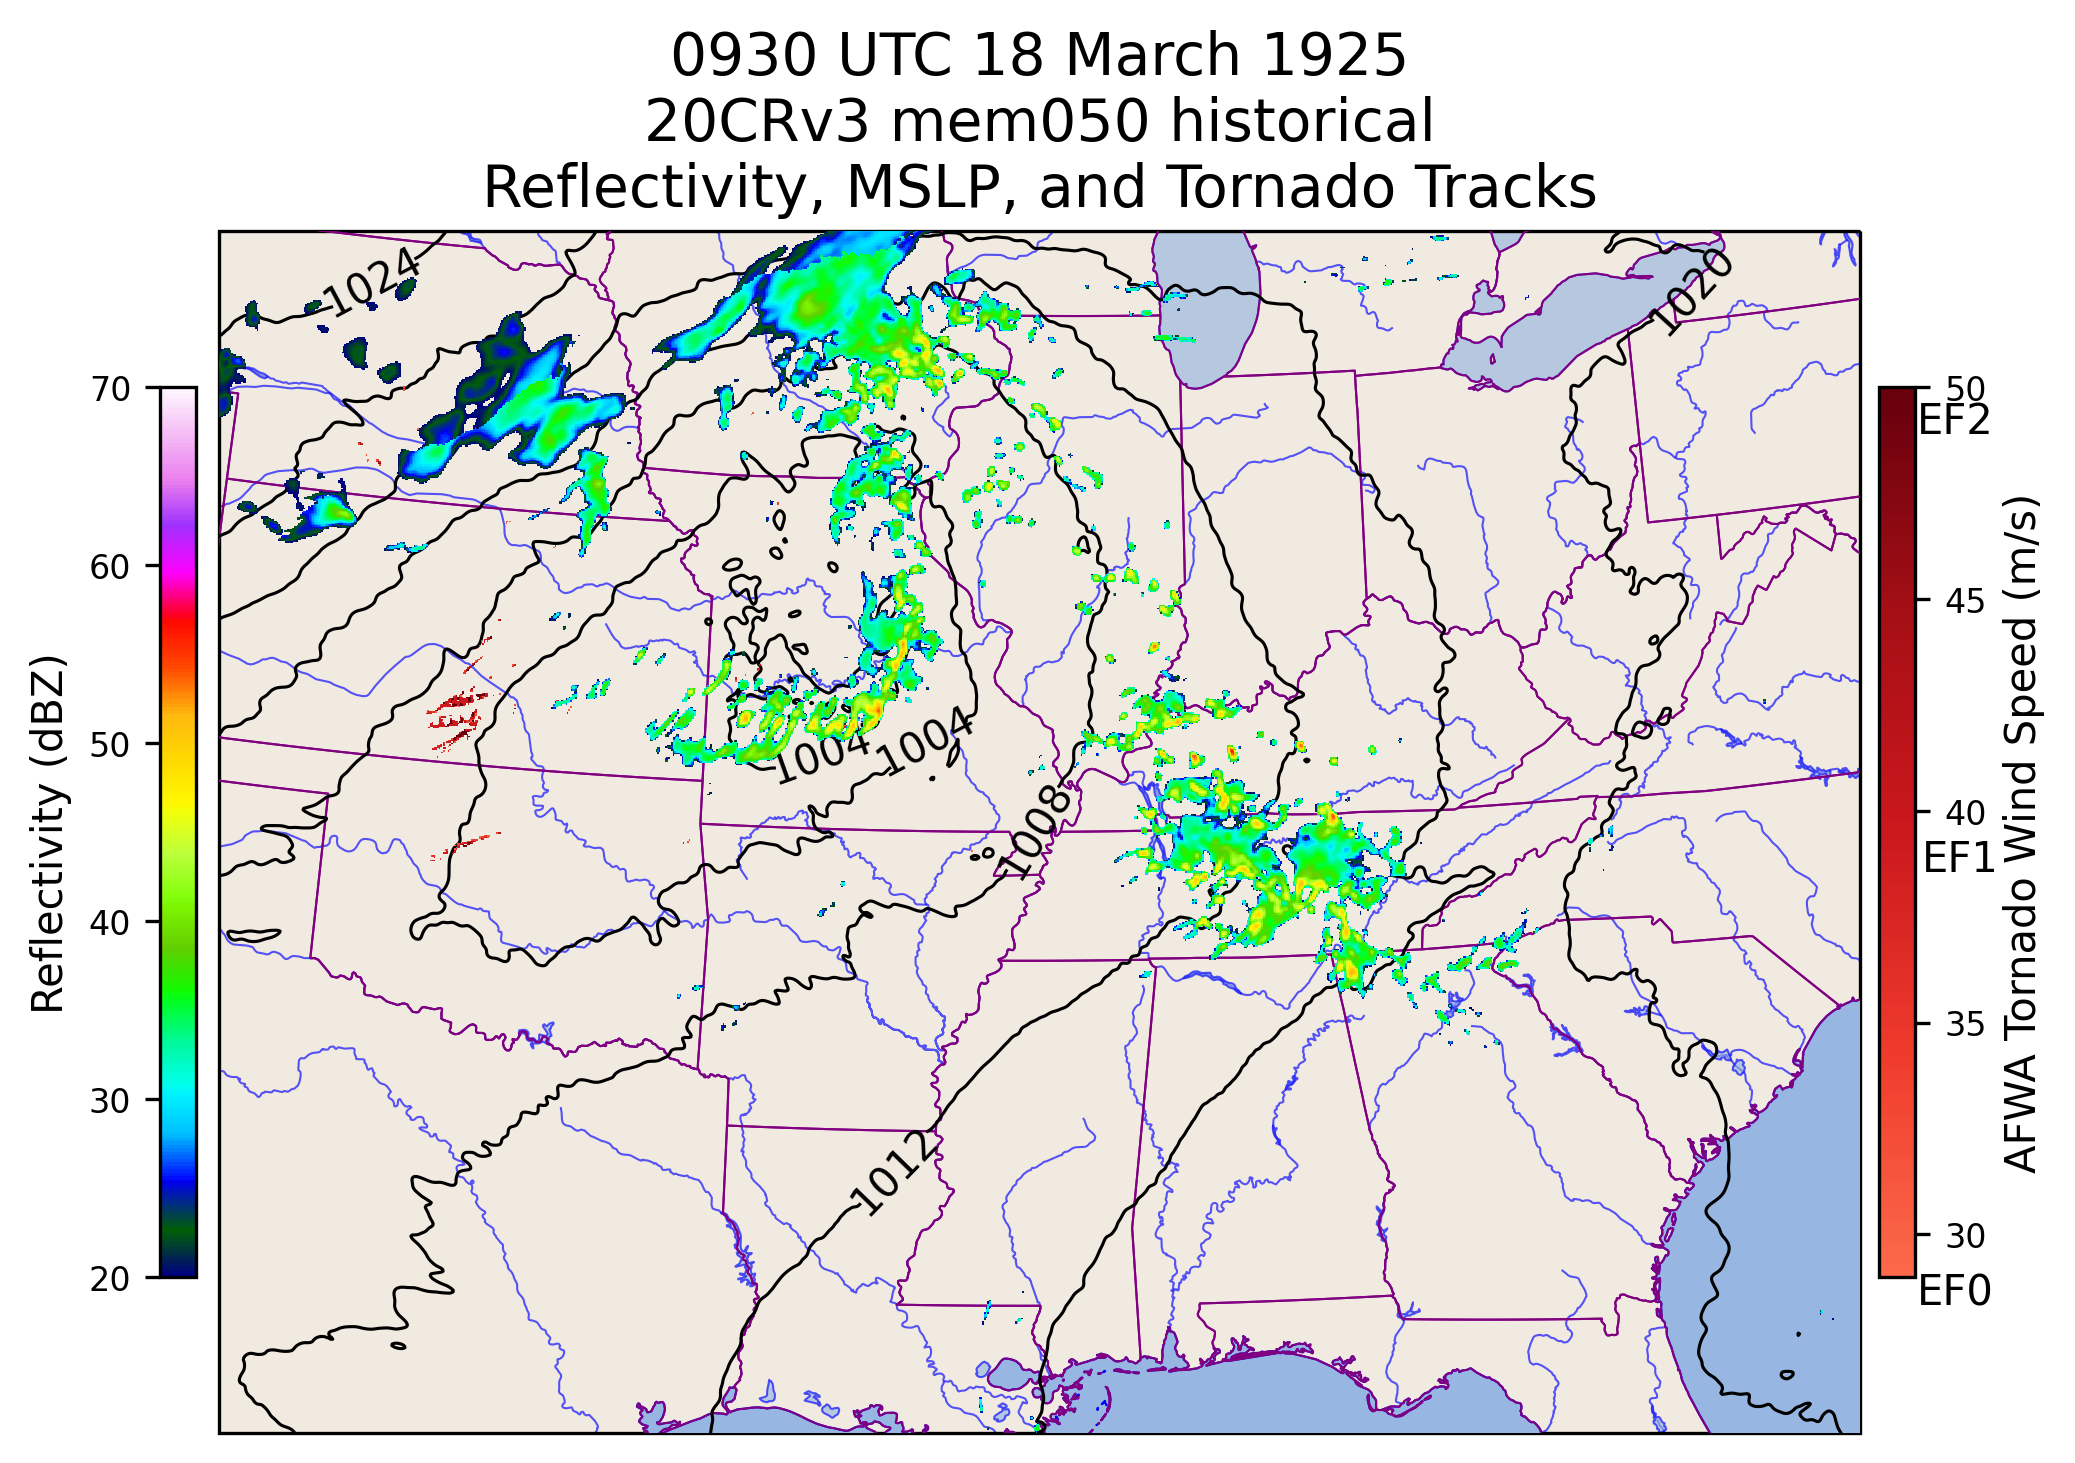 0930 UTC 18 March 1925
20CRv3 mem050 historical
Reflectivity, MSLP, and Tornado Tracks
1024
1020
1004
1004
1008
1012
70
60
50
40
30
20
Reflectivity (dBZ)
50
EF2
45
40
EF1
35
30
EF0
AFWA Tornado Wind Speed (m/s)